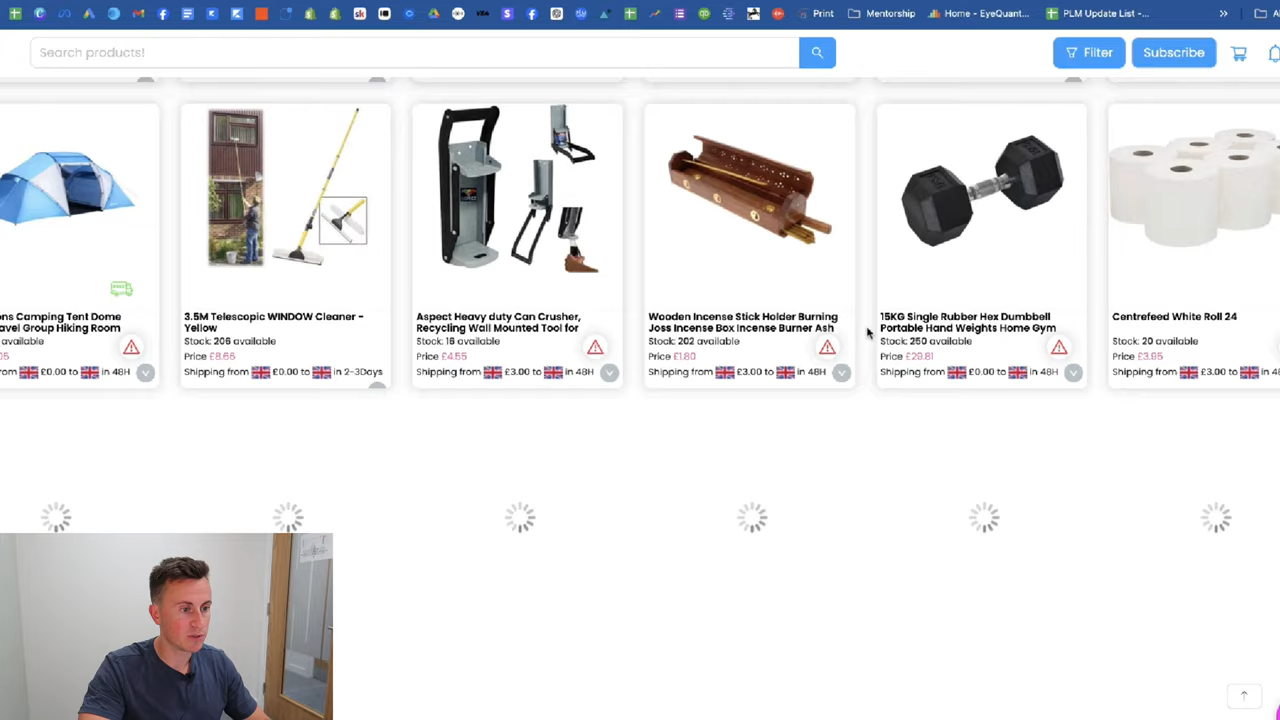 Print
Mentorship
Home - EyeQuant...
PLM Update List -...
»
Search products!
Filter
Subscribe
ons Camping Tent Dome
avel Group Hiking Room
available
05
om £0.00 to in 48H
3.5M Telescopic WINDOW Cleaner -
Yellow
Stock: 206 available
Price £8.66
Shipping from £0.00 to in 2-3Days
Aspect Heavy duty Can Crusher,
Recycling Wall Mounted Tool for
Stock: 16 available
Price £4.55
Shipping from £3.00 to in 48H
Wooden Incense Stick Holder Burning
Joss Incense Box Incense Burner Ash
Stock: 202 available
Price £1.80
Shipping from £3.00 to in 48H
15KG Single Rubber Hex Dumbbell
Portable Hand Weights Home Gym
Stock: 250 available
Price £29.81
Shipping from £0.00 to in 48H
Centrefeed White Roll 24
Stock: 20 available
Price £3.95
Shipping from £3.00 to in 48